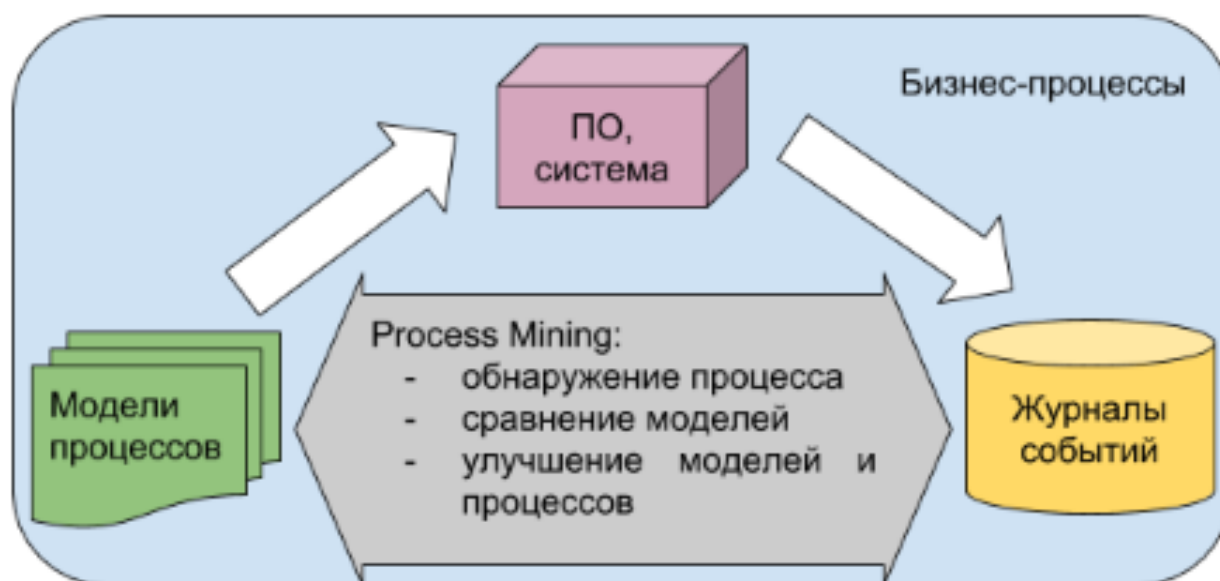 Бизнес-процессы
ПО,
система
Process Mining:
- обнаружение процесса
- сравнение моделей
- улучшение моделей и
процессов
Модели
процессов
Журналы
событий